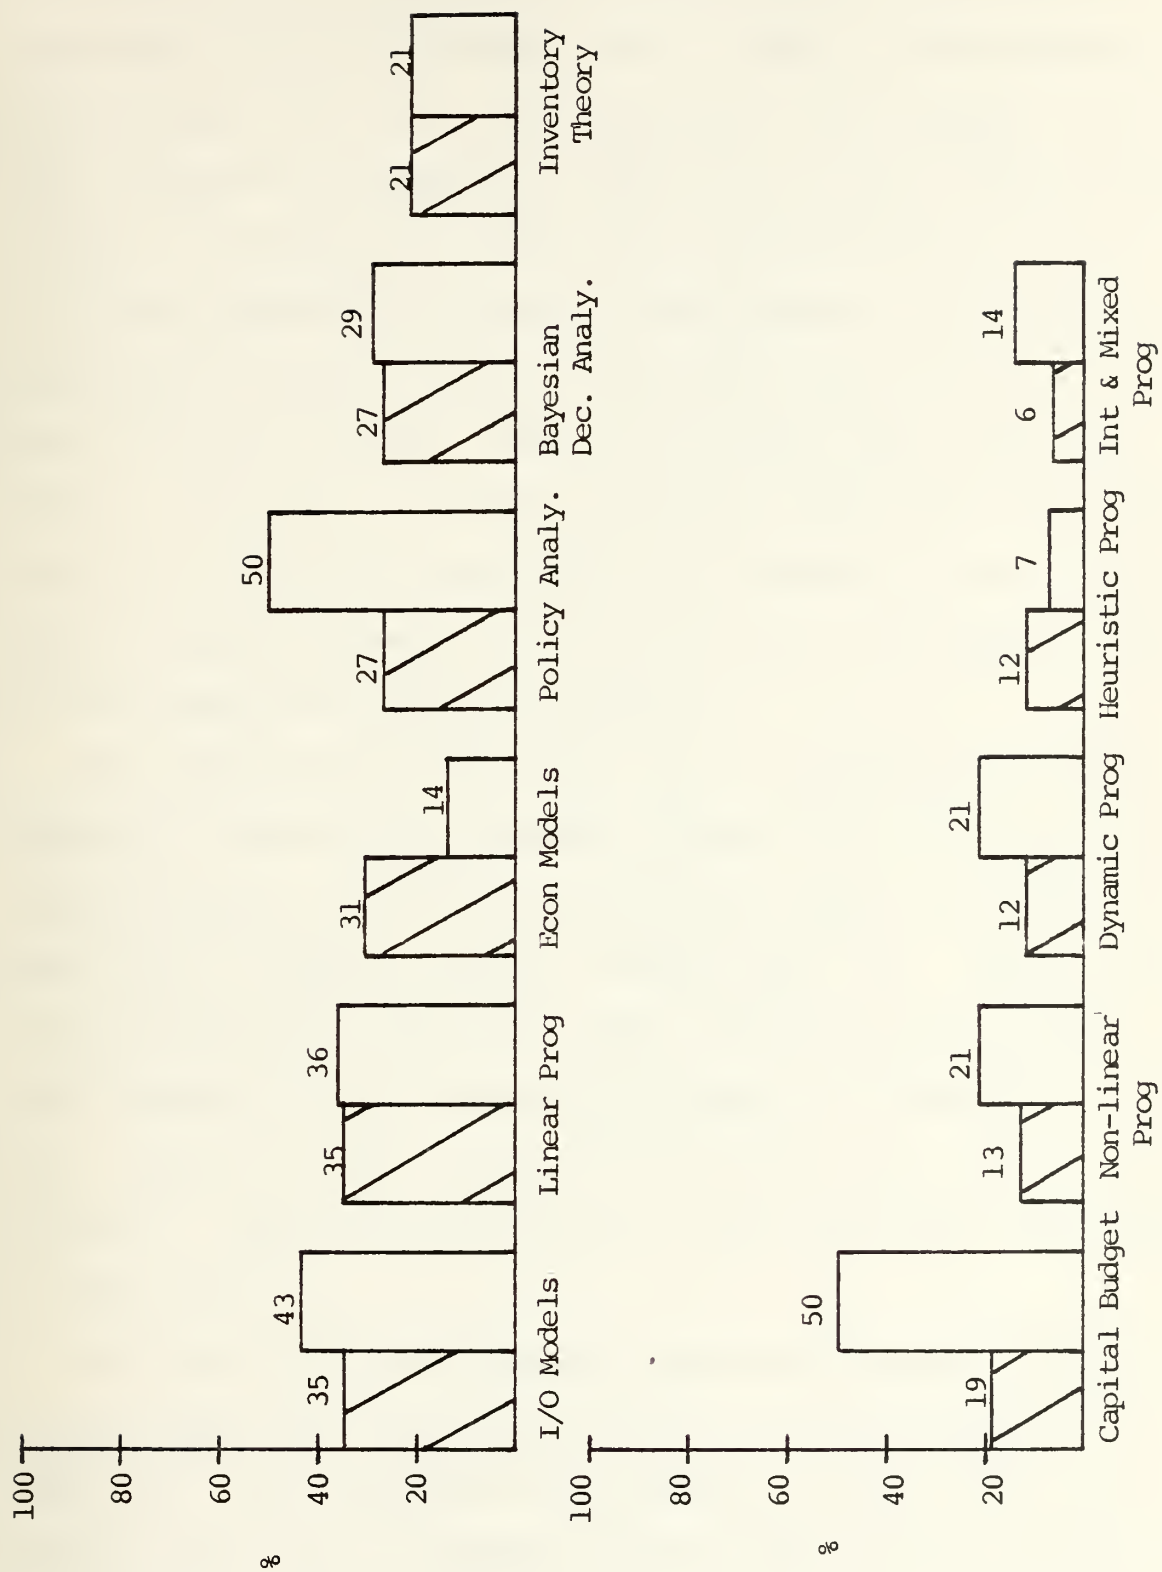 100
80
60
40
20
%
35
43
35
36
31
14
27
50
27
29
21
21
I/O Models
Linear Prog
Econ Models
Policy Analy.
Bayesian
Dec. Analy.
Inventory
Theory
100
80
60
40
20
%
19
50
13
21
12
21
12
7
6
14
Capital Budget
Non-linear
Prog
Dynamic Prog
Heuristic Prog
Int & Mixed
Prog